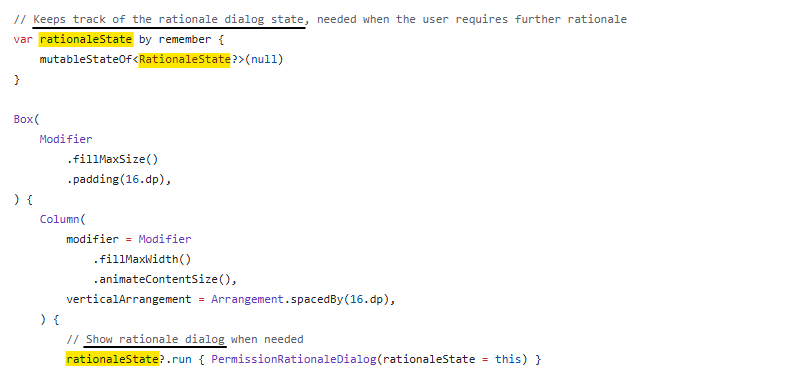 // Keeps track of the rationale dialog state, needed when the user requires further rationale
var rationaleState by remember {
    mutableStateOf<RationaleState?>(null)
}

Box(
    Modifier
        .fillMaxSize()
        .padding(16.dp),
) {
    Column(
        modifier = Modifier
            .fillMaxWidth()
            .animateContentSize(),
        verticalArrangement = Arrangement.spacedBy(16.dp),
    ) {
        // Show rationale dialog when needed
        rationaleState?.run { PermissionRationaleDialog(rationaleState = this) }